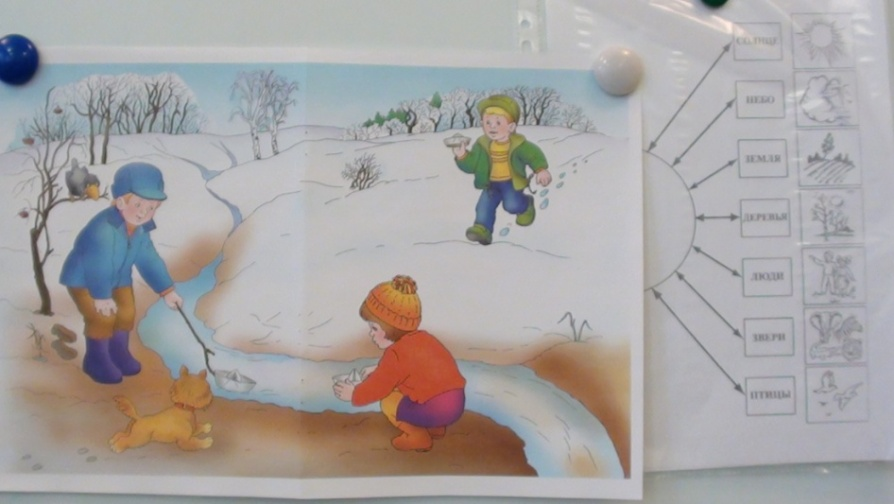 СОЛНЦЕ
НЕБО
ЗЕМЛЯ
ДЕРЕВЬЯ
ЛЮДИ
ЗВЕРИ
ПТИЦЫ